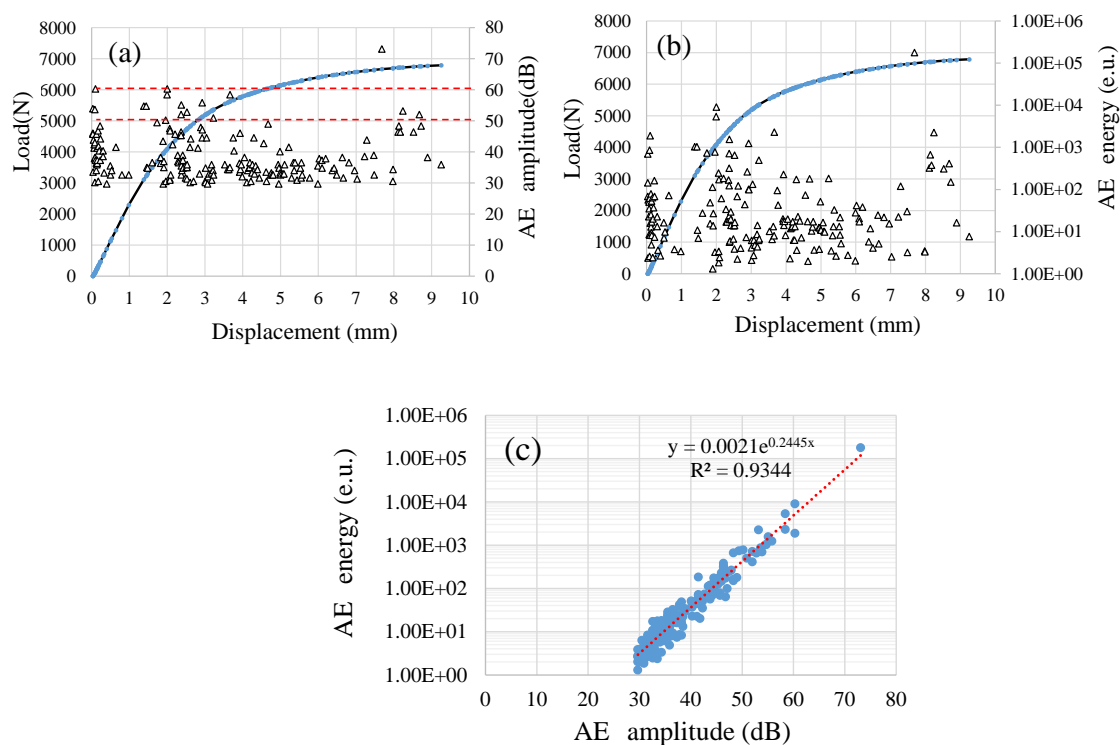 (a)
8000
7000
6000
5000
4000
3000
2000
1000
0
Load(N)
80
70
60
50
40
30
20
10
0
AE amplitude(dB)
0 1 2 3 4 5 6 7 8 9 10
Displacement (mm)
(b)
8000
7000
6000
5000
4000
3000
2000
1000
0
Load(N)
1.00E+06
1.00E+05
1.00E+04
1.00E+03
1.00E+02
1.00E+01
1.00E+00
AE energy (e.u.)
0 1 2 3 4 5 6 7 8 9 10
Displacement (mm)
(c)
y = 0.0021e^0.2445x
R² = 0.9344
1.00E+06
1.00E+05
1.00E+04
1.00E+03
1.00E+02
1.00E+01
1.00E+00
AE energy (e.u.)
0 10 20 30 40 50 60 70 80
AE amplitude (dB)